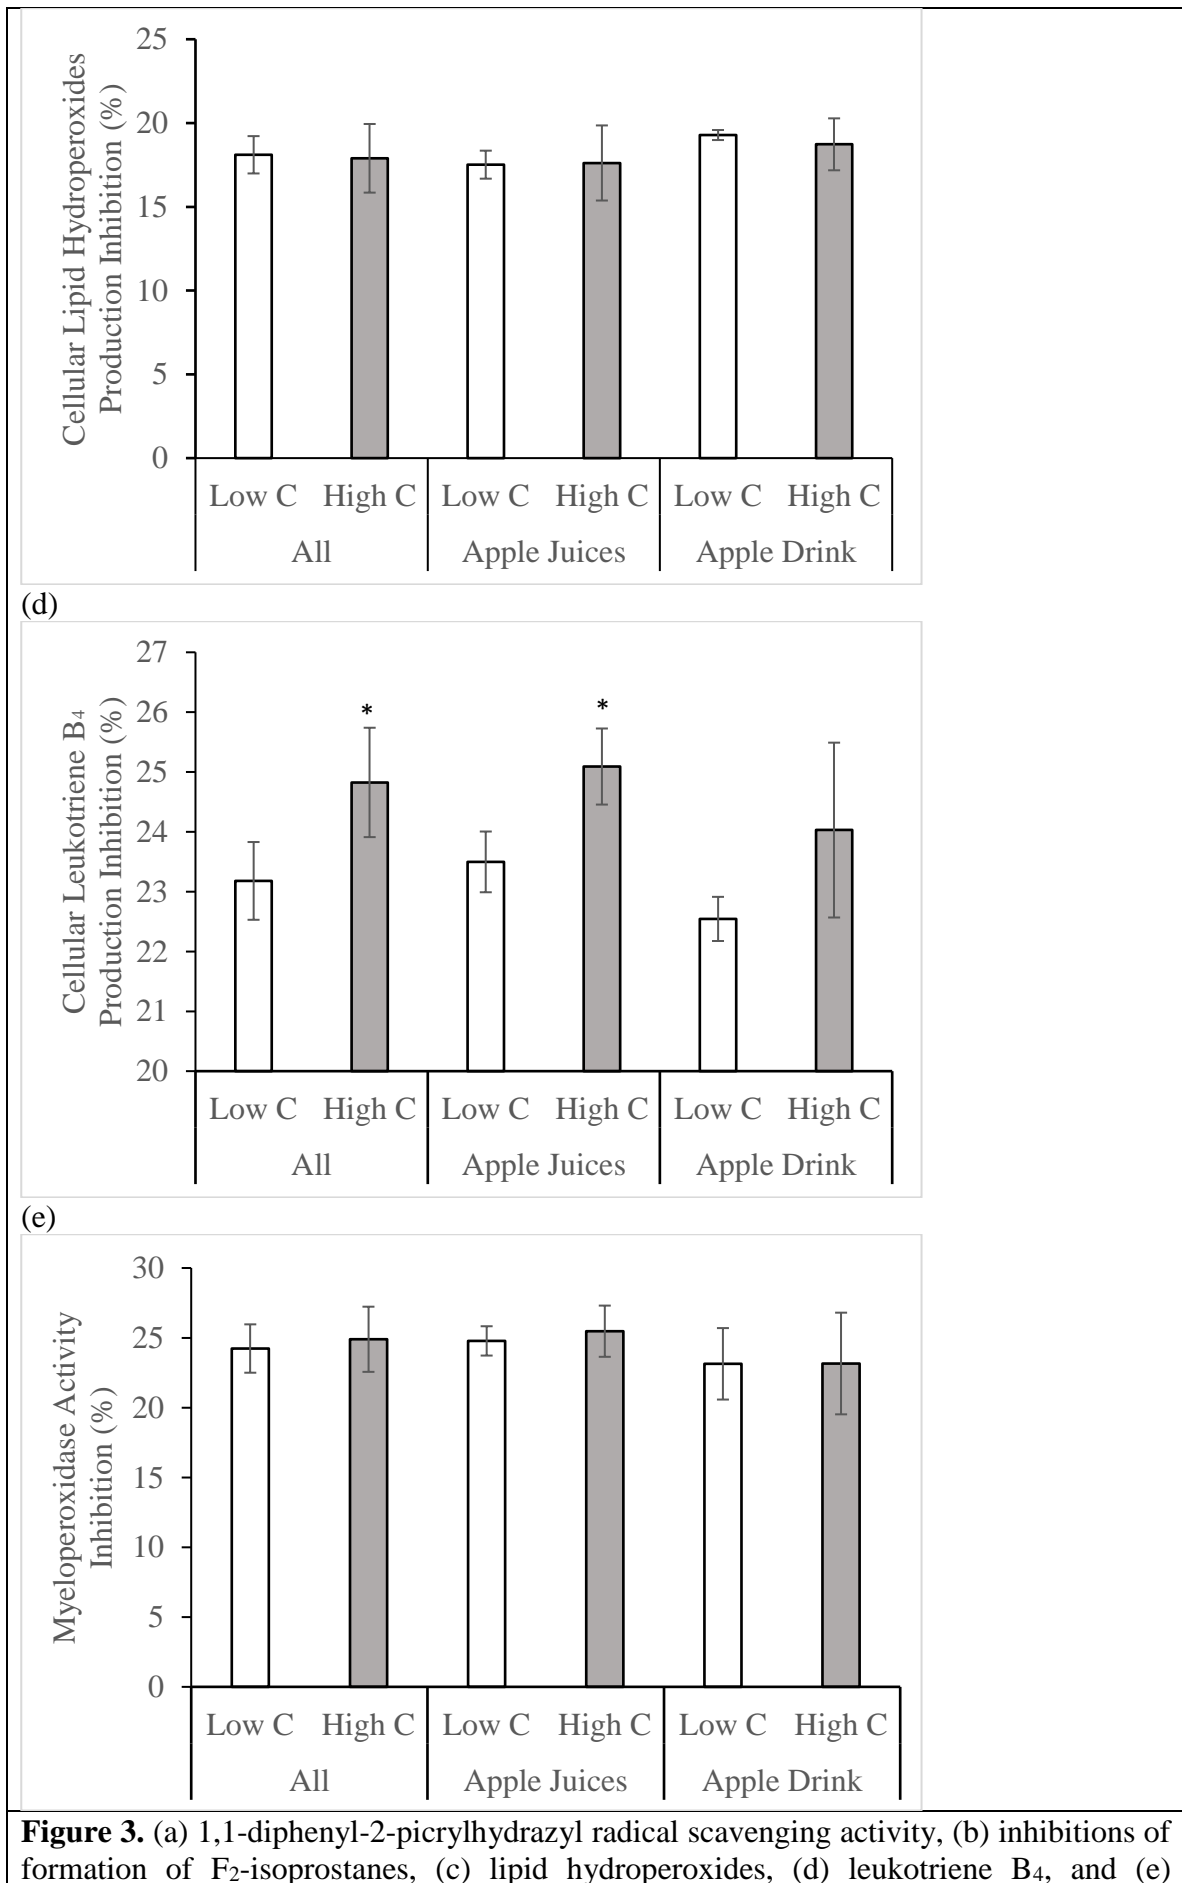 Cellular Lipid Hydroperoxides
Production Inhibition (%)
25
20
15
10
5
0
Low C High C Low C High C Low C High C
All Apple Juices Apple Drink
(d)
Cellular Leukotriene B4
Production Inhibition (%)
27
26
25
24
23
22
21
20
* *
Low C High C Low C High C Low C High C
All Apple Juices Apple Drink
(e)
Myeloperoxidase Activity
Inhibition (%)
30
25
20
15
10
5
0
Low C High C Low C High C Low C High C
All Apple Juices Apple Drink
Figure 3. (a) 1,1-diphenyl-2-picrylhydrazyl radical scavenging activity, (b) inhibitions of
formation of F2-isoprostanes, (c) lipid hydroperoxides, (d) leukotriene B4, and (e)